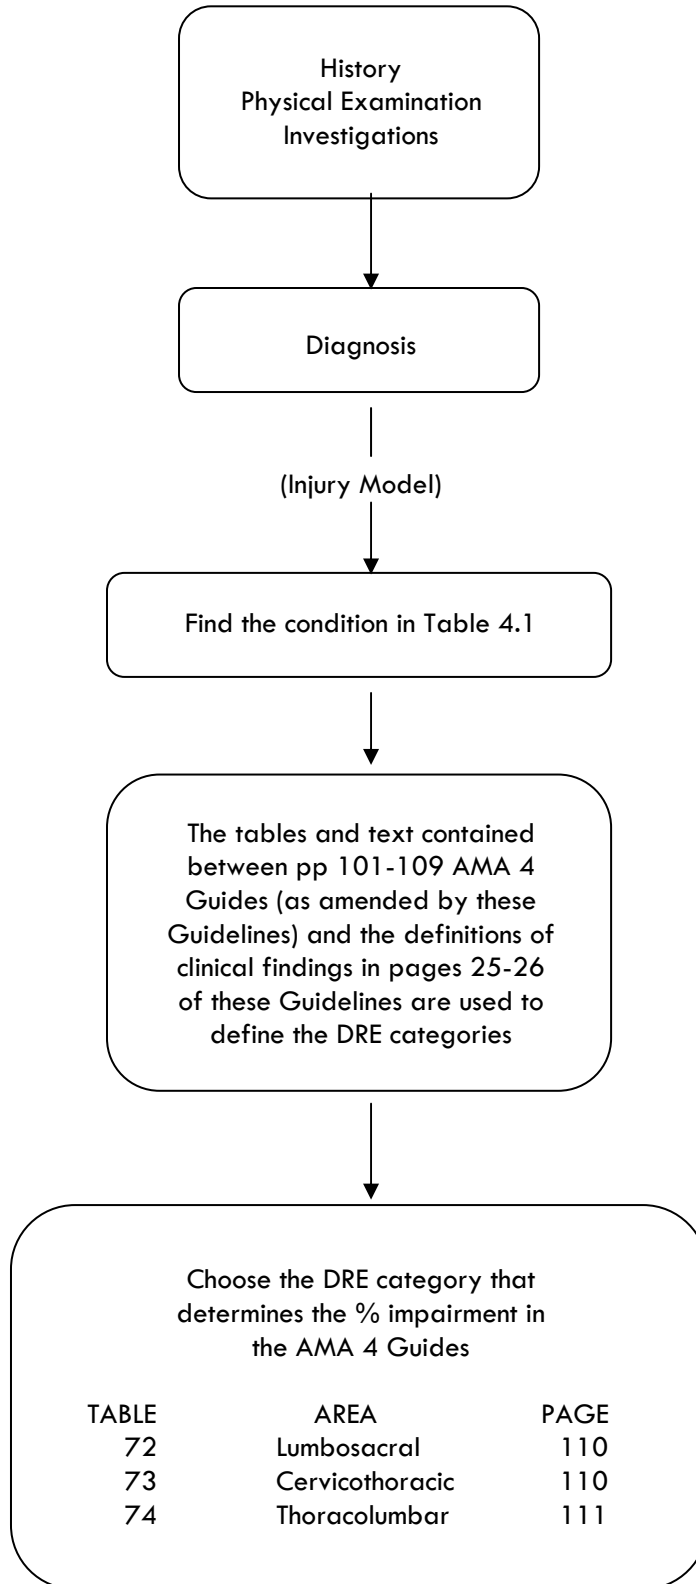 History
Physical Examination
Investigations
Diagnosis
(Injury Model)
Find the condition in Table 4.1
The tables and text contained
between pp 101-109 AMA 4
Guides (as amended by these
Guidelines) and the definitions of
clinical findings in pages 25-26
of these Guidelines are used to
define the DRE categories
Choose the DRE category that
determines the % impairment in
the AMA 4 Guides
TABLE AREA PAGE
72 Lumbosacral 110
73 Cervicothoracic 110
74 Thoracolumbar 111